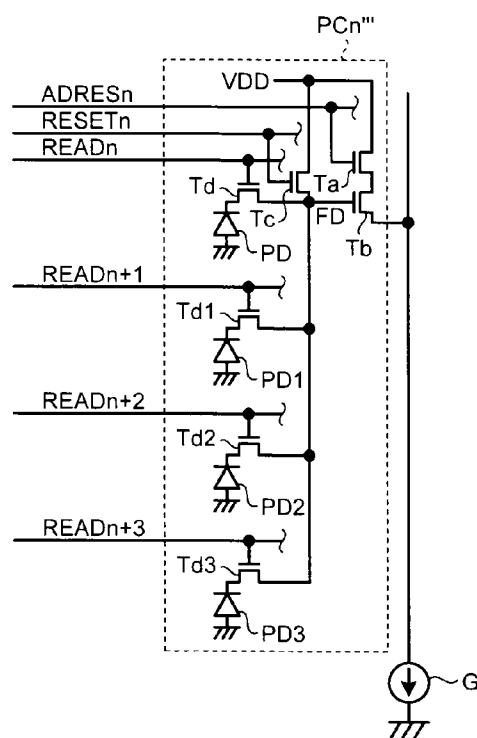 PCn'''
VDD
ADRESn
RESETn
READn
Td
Tc
Ta
FD
Tb
PD
READn+1
Td1
PD1
READn+2
Td2
PD2
READn+3
Td3
PD3
G